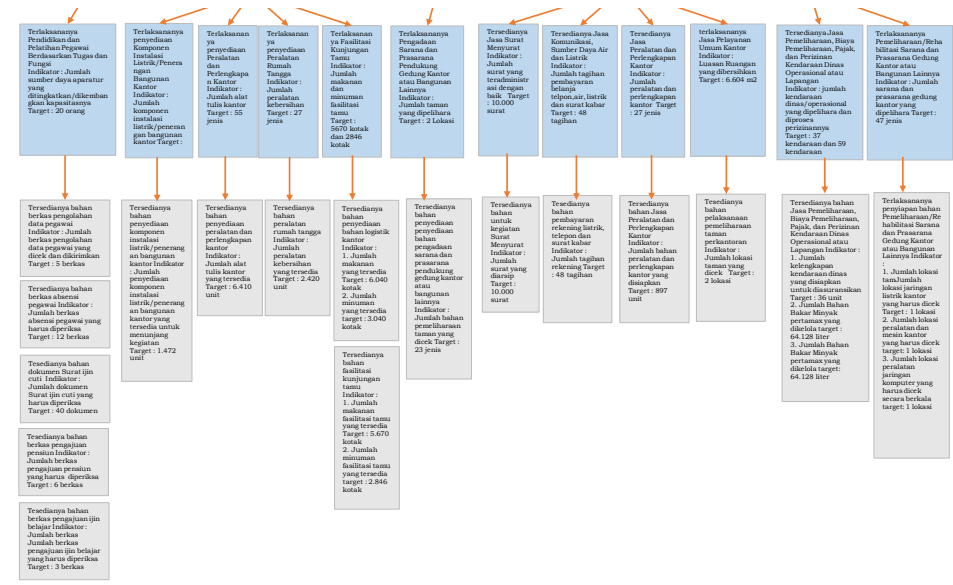 Terlaksananya
Pendidikan dan
Pelatihan Pegawai
Berdasarkan Tugas dan
Fungsi
Indikator : Jumlah
sumber daya aparatur
yang
ditingkatkan/dikemban
gkan kapasitasnya
Target : 20 orang
Terlaksananya
penyediaan
Komponen
Instalasi
Listrik/Penera
ngan
Bangunan
Kantor
Indikator :
Jumlah
komponen
instalasi
listrik/peneran
gan bangunan
kantor Target :
Terlaksanan
ya
penyediaan
Peralatan
dan
Perlengkapa
n Kantor
Indikator :
Jumlah alat
tulis kantor
Target : 55
jenis
terlaksanan
ya
penyediaan
Peralatan
Rumah
Tangga
Indikator :
Jumlah
peralatan
kebersihan
Target : 27
jenis
Terlaksanan
ya Fasilitasi
Kunjungan
Tamu
Indikator :
Jumlah
makanan
dan
minuman
fasilitasi
tamu
Target :
5670 kotak
dan 2846
kotak
Terlaksananya
Pengadaan
Sarana dan
Prasarana
Pendukung
Gedung Kantor
atau Bangunan
Lainnya
Indikator :
Jumlah taman
yang dipelihara
Target : 2 Lokasi
Tersedianya
Jasa Surat
Menyurat
Indikator :
Jumlah
surat yang
teradministr
asi dengan
baik Target
: 10.000
surat
Tersedianya Jasa
Komunikasi,
Sumber Daya Air
dan Listrik
Indikator :
Jumlah tagihan
pembayaran
belanja
telpon,air, listrik
dan surat kabar
Target : 48
tagihan
Tersedianya
Jasa
Peralatan dan
Perlengkapan
Kantor
Indikator :
Jumlah
peralatan dan
perlengkapan
kantor Target
: 27 jenis
terlaksananya
Jasa Pelayanan
Umum Kantor
Indikator :
Luasan Ruangan
yang dibersihkan
Target : 6.604 m2
Tersedianya Jasa
Pemeliharaan, Biaya
Pemeliharaan, Pajak,
dan Perizinan
Kendaraan Dinas
Operasional atau
Lapangan
Indikator : jumlah
kendaraan
dinas/operasional
yang dipelihara dan
diproses
perizinannya
Target : 37
kendaraan dan 59
kendaraan
Terlaksananya
Pemeliharaan/Reha
bilitasi Sarana dan
Prasarana Gedung
Kantor atau
Bangunan Lainnya
Indikator : Jumlah
sarana dan
prasarana gedung
kantor yang
dipelihara Target :
47 jenis
Tersedianya bahan
berkas pengolahan
data pegawai
Indikator : Jumlah
berkas pengolahan
data pegawai yang
dicek dan dikirimkan
Target : 5 berkas
Tersedianya bahan
berkas absensi
pegawai Indikator :
Jumlah berkas
absensi pegawai yang
harus diperiksa
Target : 12 berkas
Tesedianya bahan
dokumen Surat ijin
cuti Indikator :
Jumlah dokumen
Surat ijin cuti yang
harus diperiksa
Target : 40 dokumen
Tesedianya bahan
berkas pengajuan
pensiun Indikator :
Jumlah berkas
pengajuan pensiun
yang harus diperiksa
Target : 6 berkas
Tersedianya bahan
berkas pengajuan ijin
belajar Indikator :
Jumlah berkas
Jumlah berkas
pengajuan ijin belajar
yang harus diperiksa
Target : 3 berkas
Tersedianya
bahan
penyediaan
komponen
instalasi
listrik/penerang
an bangunan
kantor Indikator
: Jumlah
penyediaan
komponen
instalasi
listrik/penerang
an bangunan
kantor yang
tersedia untuk
menunjang
kegiatan
Target : 1.472
unit
Tersedianya
bahan
penyediaan
peralatan dan
perlengkapan
kantor
Indikator :
Jumlah alat
tulis kantor
yang tersedia
Target : 6.410
unit
Tersedianya
bahan
peralatan
rumah tangga
Indikator :
Jumlah
peralatan
kebersihan
yang tersedia
Target : 2.420
unit
Tersedianya
bahan
penyediaan
bahan logistik
kantor
Indikator :
1. Jumlah
makanan
yang tersedia
Target : 6.040
kotak
2. Jumlah
minuman
yang tersedia
target :
3.040
kotak
Tersedianya
bahan
fasilitasi
kunjungan
tamu
Indikator :
1. Jumlah
makanan
fasilitasi tamu
yang tersedia
Target : 5.670
kotak
2. Jumlah
minuman
fasilitasi tamu
yang tersedia
target : 2.846
kotak
Tersedianya
bahan
penyediaan
penyediaan
bahan
pengadaan
sarana dan
prasarana
pendukung
gedung kantor
atau
bangunan
lainnya
Indikator :
Jumlah bahan
pemeliharaan
taman yang
dicek Target :
23 jenis
Tersedianya
bahan
untuk
kegiatan
Surat
Menyurat
Indikator :
Jumlah
surat yang
diarsip
Target :
10.000
surat
Tersedianya
bahan
pembayaran
rekening listrik,
telepon dan
surat kabar
Indikator :
Jumlah tagihan
rekening Target
: 48 tagihan
Tersedianya
bahan Jasa
Peralatan dan
Perlengkapan
Kantor
Indikator :
Jumlah bahan
peralatan dan
perlengkapan
kantor yang
disiapkan
Target : 897
unit
Tersedianya
bahan
pelaksanaan
pemeliharaan
taman
perkantoran
Indikator :
Jumlah lokasi
taman yang
dicek Target :
2 lokasi
Tersedianya bahan
Jasa Pemeliharaan,
Biaya Pemeliharaan,
Pajak, dan Perizinan
Kendaraan Dinas
Operasional atau
Lapangan Indikator :
1. Jumlah
kelengkapan
kendaraan dinas
yang disiapkan
untuk diasuransikan
Target : 36 unit
2. Jumlah Bahan
Bakar Minyak
pertamax yang
dikelola target :
64.128 liter
3. Jumlah Bahan
Bakar Minyak
pertamax yang
dikelola target:
64.128 liter
Terlaksananya
penyiapan bahan
Pemeliharaan/Re
habilitasi Sarana
dan Prasarana
Gedung Kantor
atau Bangunan
Lainnya Indikator
:
1. Jumlah lokasi
tamJumlah
lokasi jaringan
listrik kantor
yang harus dicek
Target : 1 lokasi
2. Jumlah lokasi
peralatan dan
mesin kantor
yang harus dicek
target: 1 lokasi
3. Jumlah lokasi
peralatan
jaringan
komputer yang
harus dicek
secara berkala
target: 1 lokasi